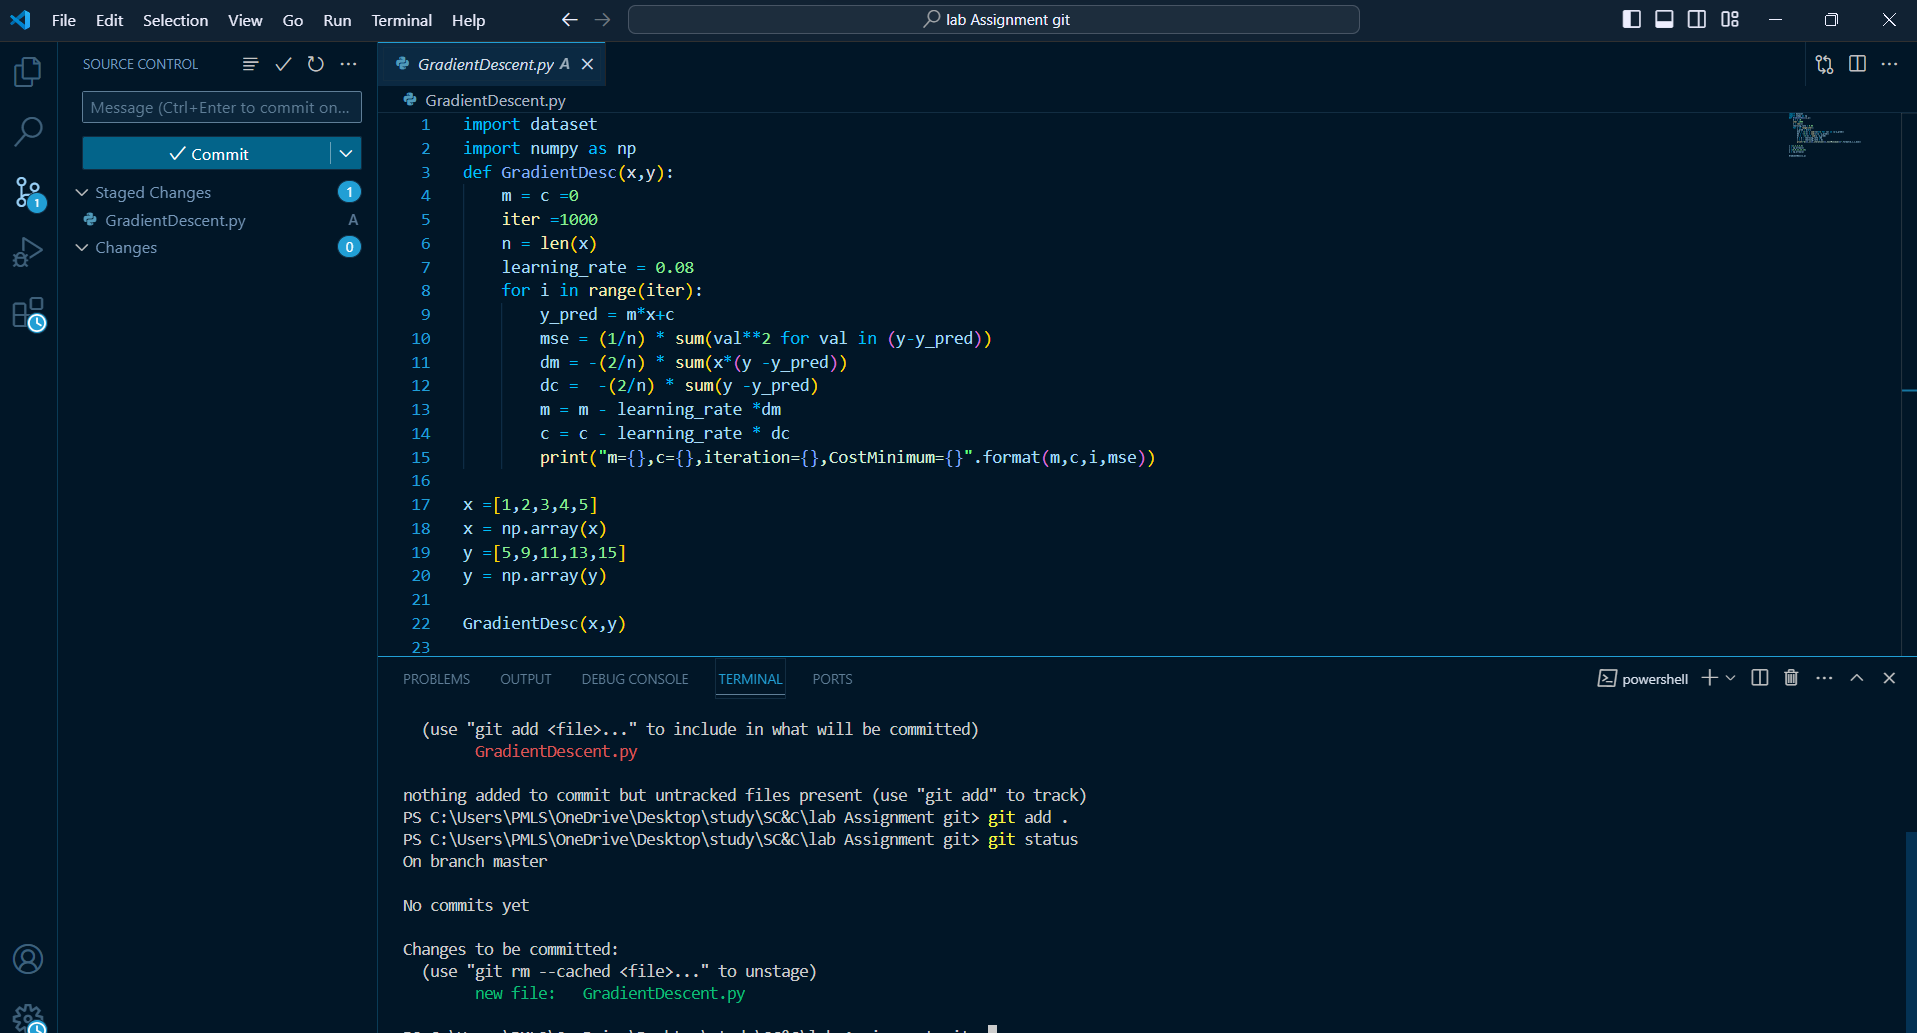 File Edit Selection View Go Run Terminal Help
lab Assignment git
SOURCE CONTROL
Message (Ctrl+Enter to commit on...
Commit
Staged Changes 1
GradientDescent.py A
Changes 0
1
GradientDescent.py A
GradientDescent.py
1 import dataset
2 import numpy as np
3 def GradientDesc(x,y):
4 m = c =0
5 iter =1000
6 n = len(x)
7 learning_rate = 0.08
8 for i in range(iter):
9 y_pred = m*x+c
10 mse = (1/n) * sum(val**2 for val in (y-y_pred))
11 dm = -(2/n) * sum(x*(y -y_pred))
12 dc =  -(2/n) * sum(y -y_pred)
13 m = m - learning_rate *dm
14 c = c - learning_rate * dc
15 print("m={},c={},iteration={},CostMinimum={}".format(m,c,i,mse))
16
17 x =[1,2,3,4,5]
18 x = np.array(x)
19 y =[5,9,11,13,15]
20 y = np.array(y)
21
22 GradientDesc(x,y)
23
PROBLEMS OUTPUT DEBUG CONSOLE TERMINAL PORTS
powershell
(use "git add <file>..." to include in what will be committed)
GradientDescent.py
nothing added to commit but untracked files present (use "git add" to track)
PS C:\Users\PMLS\OneDrive\Desktop\study\SC&C\lab Assignment git> git add .
PS C:\Users\PMLS\OneDrive\Desktop\study\SC&C\lab Assignment git> git status
On branch master
No commits yet
Changes to be committed:
(use "git rm --cached <file>..." to unstage)
new file:   GradientDescent.py